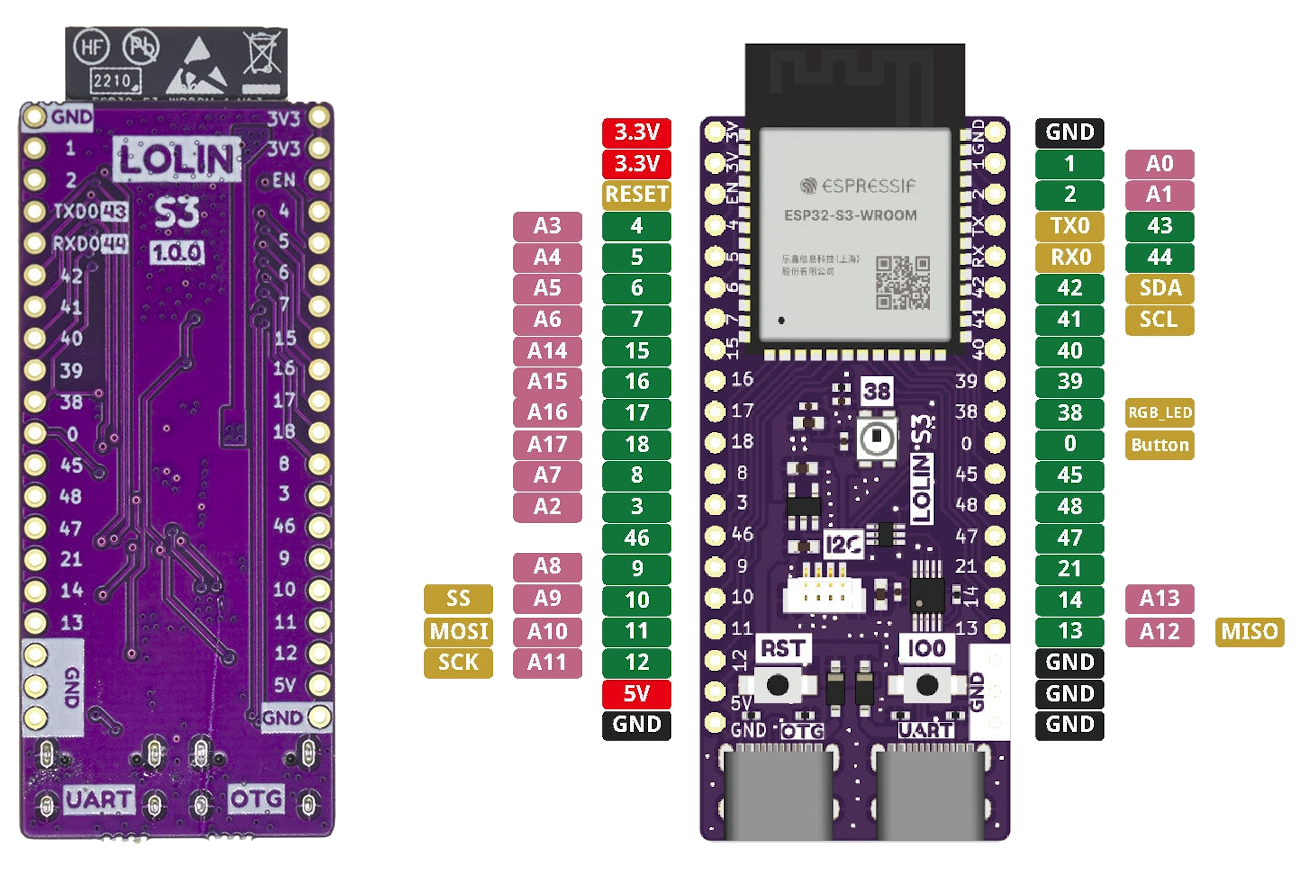 HF Pb
2210
GND 3V3
1 3V3
LOLIN
2 EN
TXD0 43 S3 4
RXD0 44 1.0.0 5
42 6
41 7
40 15
39 16
38 17
0 18
45 8
48 3
47 46
21 9
14 10
13 11
12
GND 5V
GND
UART OTG
3.3V 3V GND GND
3.3V 3V 1 1 A0
RESET EN 2 2 A1
A3 4 4 TX TX0 43
A4 5 5 RX RX0 44
A5 6 6 42 42 SDA
A6 7 7 41 41 SCL
A14 15 15 40 40
A15 16 16 39 39
A16 17 17 38 38 RGB_LED
A17 18 18 0 0 Button
A7 8 8 45 45
A2 3 3 48 48
46 46 47 47
A8 9 9 21 21
SS A9 10 10 14 14 A13
MOSI A10 11 11 13 13 A12 MISO
SCK A11 12 12 GND
5V 5V GND GND
GND GND GND
ESPRESSIF
ESP32-S3-WROOM
乐鑫信息科技(上海)
股份有限公司
38
LOLIN S3
I2C
RST IO0
OTG UART